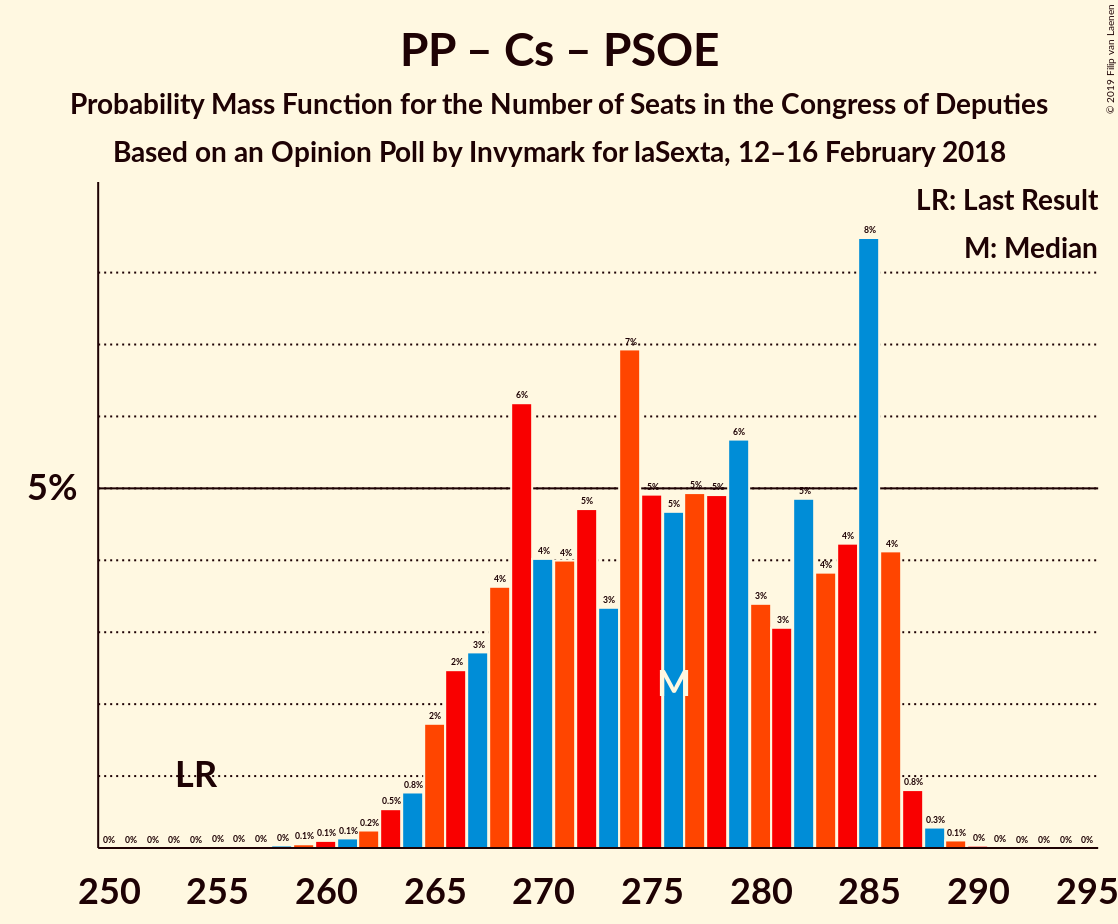 PP – Cs – PSOE
Probability Mass Function for the Number of Seats in the Congress of Deputies
Based on an Opinion Poll by Invymark for laSexta, 12–16 February 2018
© 2019 Filip van Laenen
LR: Last Result
M: Median
5%
0% 0% 0% 0% 0% 0% 0% 0% 0% 0.1% 0.1% 0.1% 0.2% 0.5% 0.8% 2% 2% 3% 4% 6% 4% 4% 5% 3% 7% 5% 5% 5% 5% 6% 3% 3% 5% 4% 4% 8% 4% 0.8% 0.3% 0.1% 0% 0% 0% 0% 0% 0%
M
LR
250 255 260 265 270 275 280 285 290 295